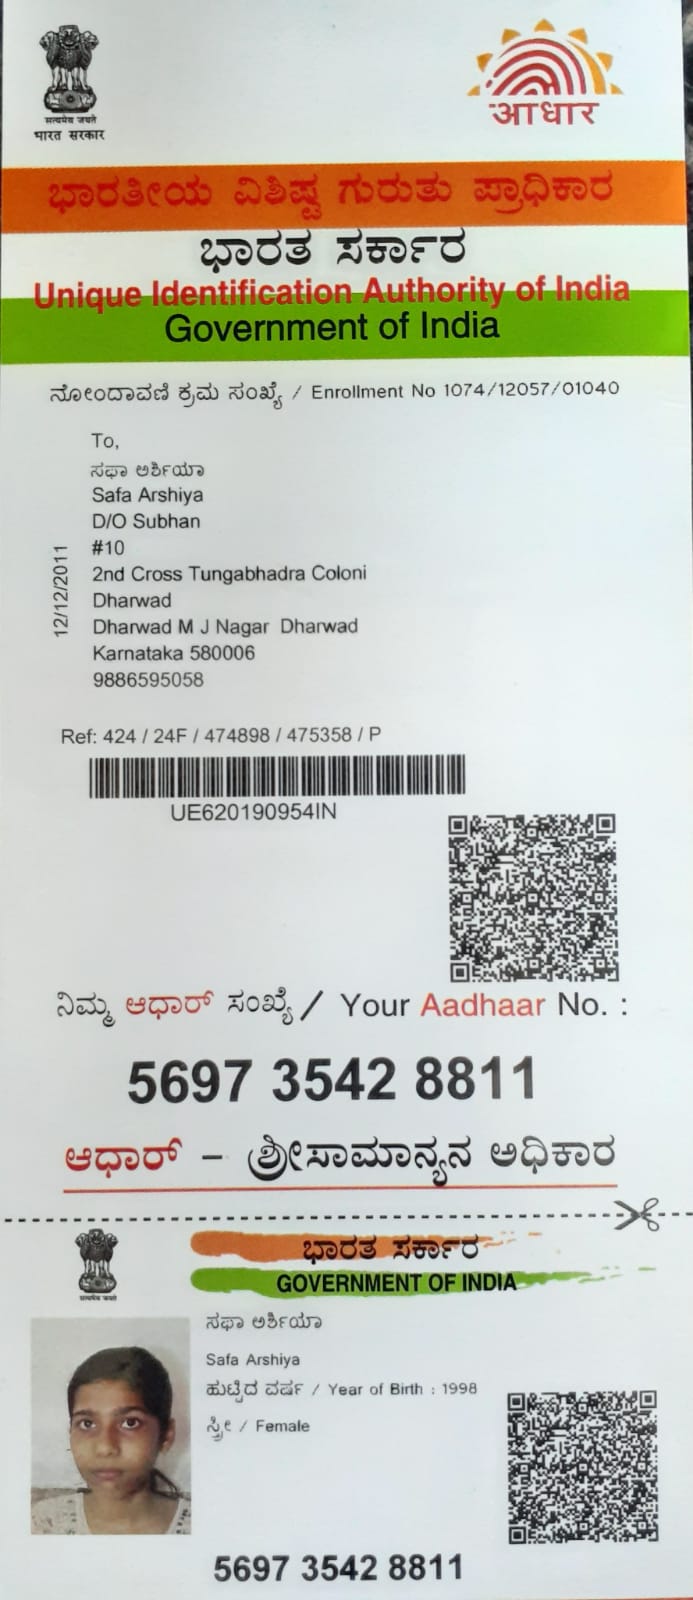 सत्यमेव जयते
भारत सरकार
आधार
ಭಾರತೀಯ ವಿಶಿಷ್ಟ ಗುರುತು ಪ್ರಾಧಿಕಾರ
ಭಾರತ ಸರ್ಕಾರ
Unique Identification Authority of India
Government of India
ನೋಂದಾವಣಿ ಕ್ರಮ ಸಂಖ್ಯೆ / Enrollment No 1074/12057/01040
To,
ಸಫಾ ಅರ್ಶಿಯಾ
Safa Arshiya
D/O Subhan
#10
2nd Cross Tungabhadra Coloni
Dharwad
Dharwad M J Nagar Dharwad
Karnataka 580006
9886595058
12/12/2011
Ref: 424 / 24F / 474898 / 475358 / P
UE620190954IN
ನಿಮ್ಮ ಆಧಾರ್ ಸಂಖ್ಯೆ / Your Aadhaar No. :
5697 3542 8811
ಆಧಾರ್ – ಶ್ರೀಸಾಮಾನ್ಯನ ಅಧಿಕಾರ
ಭಾರತ ಸರ್ಕಾರ
GOVERNMENT OF INDIA
सत्यमेव जयते
ಸಫಾ ಅರ್ಶಿಯಾ
Safa Arshiya
ಹುಟ್ಟಿದ ವರ್ಷ / Year of Birth : 1998
ಸ್ತ್ರೀ / Female
5697 3542 8811